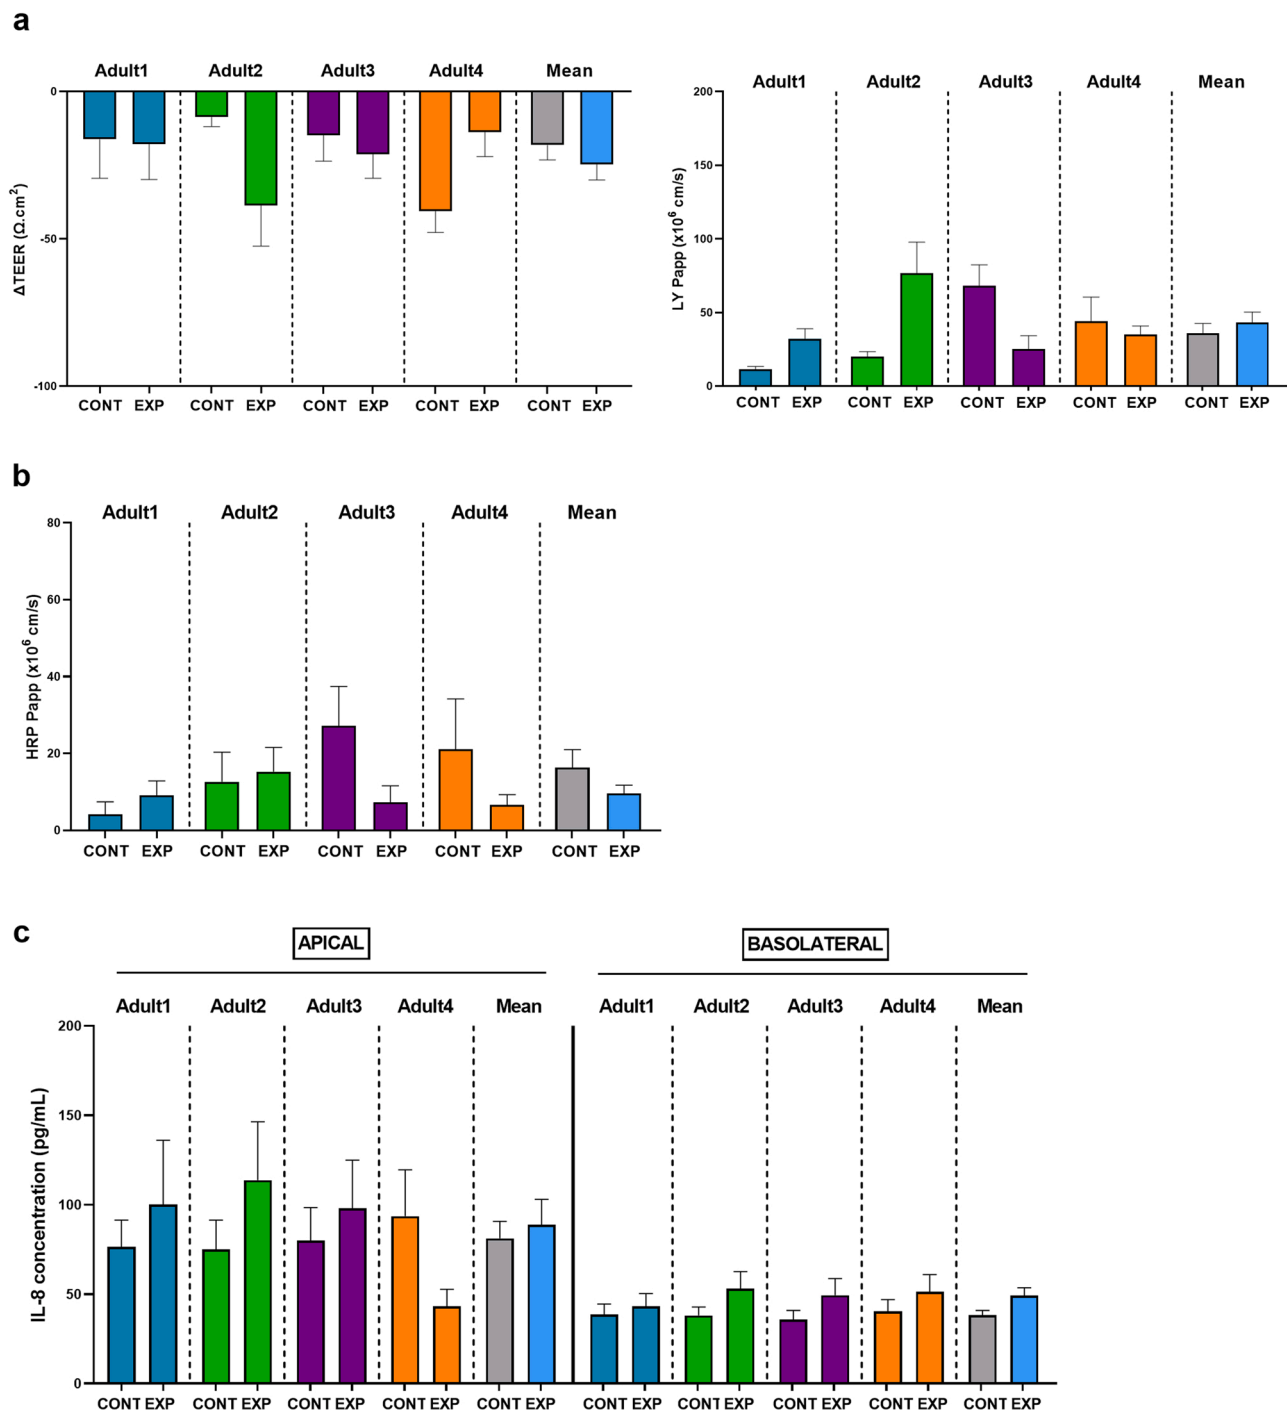 a
Adult1 Adult2 Adult3 Adult4 Mean
0
-50
-100
ΔTEER (Ω.cm²)
CONT EXP CONT EXP CONT EXP CONT EXP CONT EXP
Adult1 Adult2 Adult3 Adult4 Mean
200
150
100
50
0
LY Papp (x10⁶ cm/s)
CONT EXP CONT EXP CONT EXP CONT EXP CONT EXP
b
Adult1 Adult2 Adult3 Adult4 Mean
80
60
40
20
0
HRP Papp (x10⁶ cm/s)
CONT EXP CONT EXP CONT EXP CONT EXP CONT EXP
c
APICAL BASOLATERAL
Adult1 Adult2 Adult3 Adult4 Mean Adult1 Adult2 Adult3 Adult4 Mean
200
150
100
50
0
IL-8 concentration (pg/mL)
CONT EXP CONT EXP CONT EXP CONT EXP CONT EXP CONT EXP CONT EXP CONT EXP CONT EXP CONT EXP